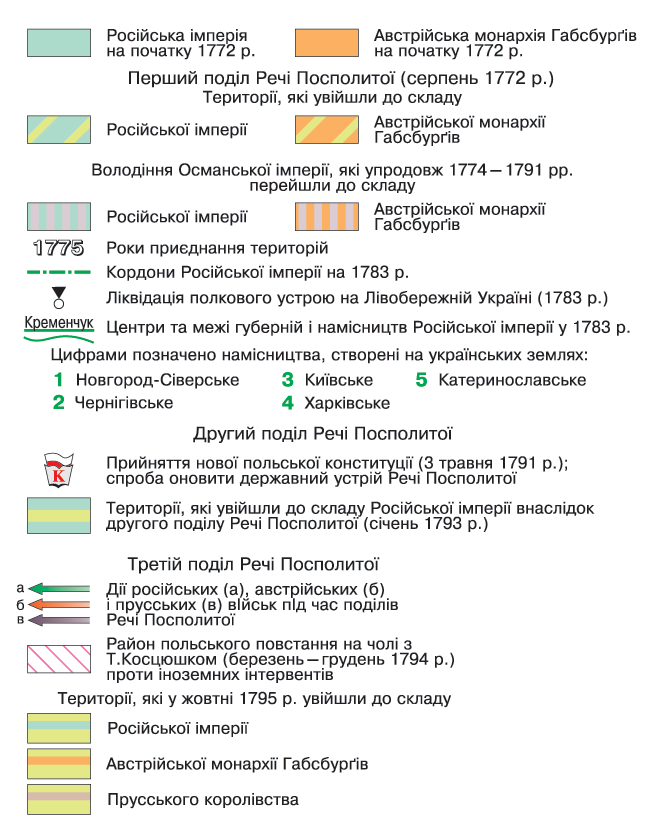 Російська імперія
на початку 1772 р.
Австрійська монархія Габсбурґів
на початку 1772 р.
Перший поділ Речі Посполитої (серпень 1772 р.)
Території, які увійшли до складу
Російської імперії
Австрійської монархії
Габсбурґів
Володіння Османської імперії, які упродовж 1774—1791 рр.
перейшли до складу
Російської імперії
Австрійської монархії
Габсбурґів
1775 Роки приєднання територій
Кордони Російської імперії на 1783 р.
Ліквідація полкового устрою на Лівобережній Україні (1783 р.)
Кременчук Центри та межі губерній і намісництв Російської імперії у 1783 р.
Цифрами позначено намісництва, створені на українських землях:
1 Новгород-Сіверське 3 Київське 5 Катеринославське
2 Чернігівське 4 Харківське
Другий поділ Речі Посполитої
К Прийняття нової польської конституції (3 травня 1791 р.);
спроба оновити державний устрій Речі Посполитої
Території, які увійшли до складу Російської імперії внаслідок
другого поділу Речі Посполитої (січень 1793 р.)
Третій поділ Речі Посполитої
а Дії російських (а), австрійських (б)
б і прусських (в) військ під час поділів
в Речі Посполитої
Район польського повстання на чолі з
Т.Косцюшком (березень—грудень 1794 р.)
проти іноземних інтервентів
Території, які у жовтні 1795 р. увійшли до складу
Російської імперії
Австрійської монархії Габсбурґів
Прусського королівства